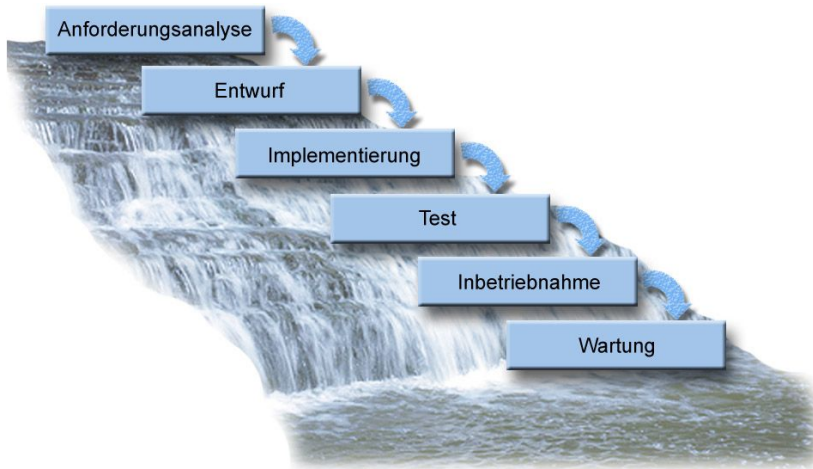 Anforderungsanalyse
Entwurf
Implementierung
Test
Inbetriebnahme
Wartung